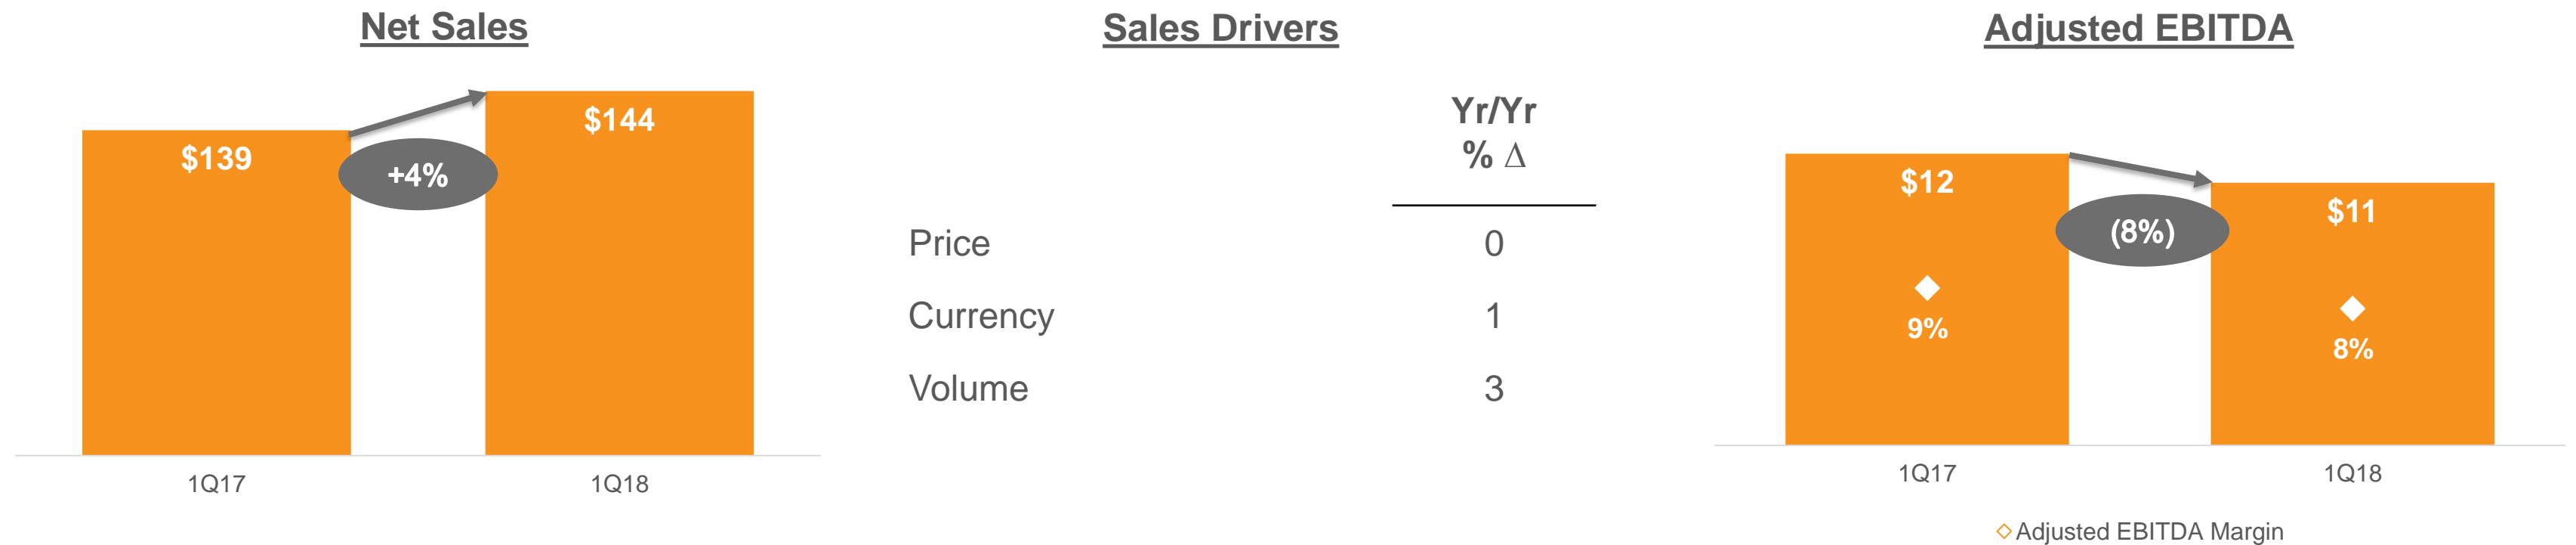 Net Sales
$139
+4%
$144
1Q17
1Q18
Sales Drivers
Yr/Yr
% Δ
Price 0
Currency 1
Volume 3
Adjusted EBITDA
$12
(8%)
$11
9%
8%
1Q17
1Q18
Adjusted EBITDA Margin